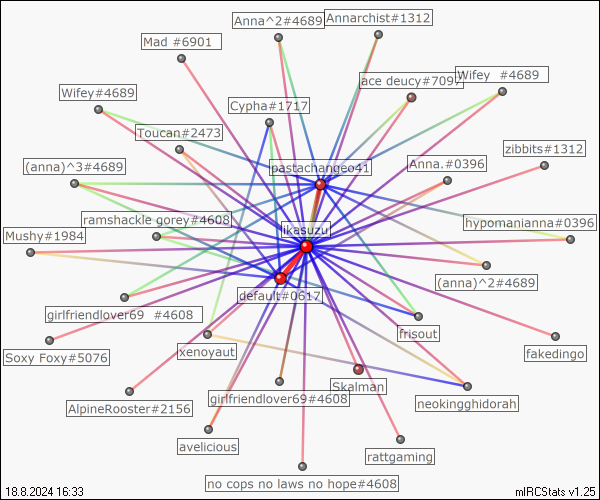 Anna^2#4689
Annarchist#1312
Mad #6901
ace deucy#7097
Wifey  #4689
Wifey#4689
Cypha#1717
Toucan#2473
zibbits#1312
(anna)^3#4689
pastachangeo41
Anna.#0396
ramshackle gorey#4608
hypomanianna#0396
likasuzu
Mushy#1984
(anna)^2#4689
default#0617
girlfriendlover69  #4608
frisout
Soxy Foxy#5076
xenoyaut
fakedingo
Skalman
girlfriendlover69#4608
neokingghidorah
AlpineRooster#2156
avelicious
rattgaming
no cops no laws no hope#4608
18.8.2024 16:33
mIRCStats v1.25